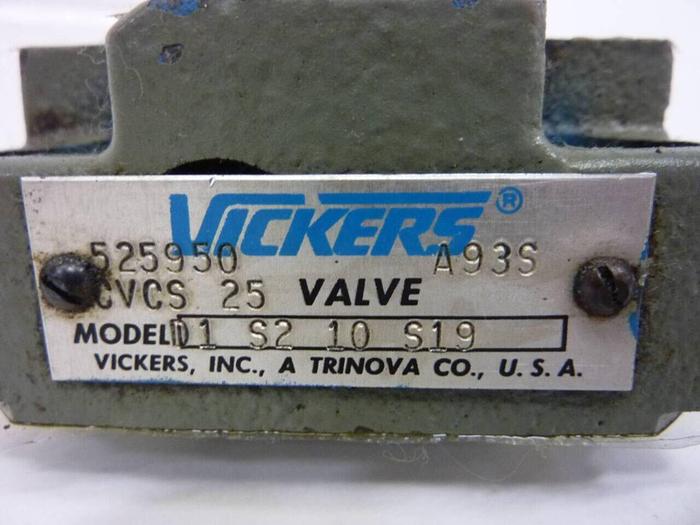 VICKERS®
525950 A93S
CVCS 25 VALVE
MODEL D1 S2 10 S19
VICKERS, INC., A TRINOVA CO., U. S. A.